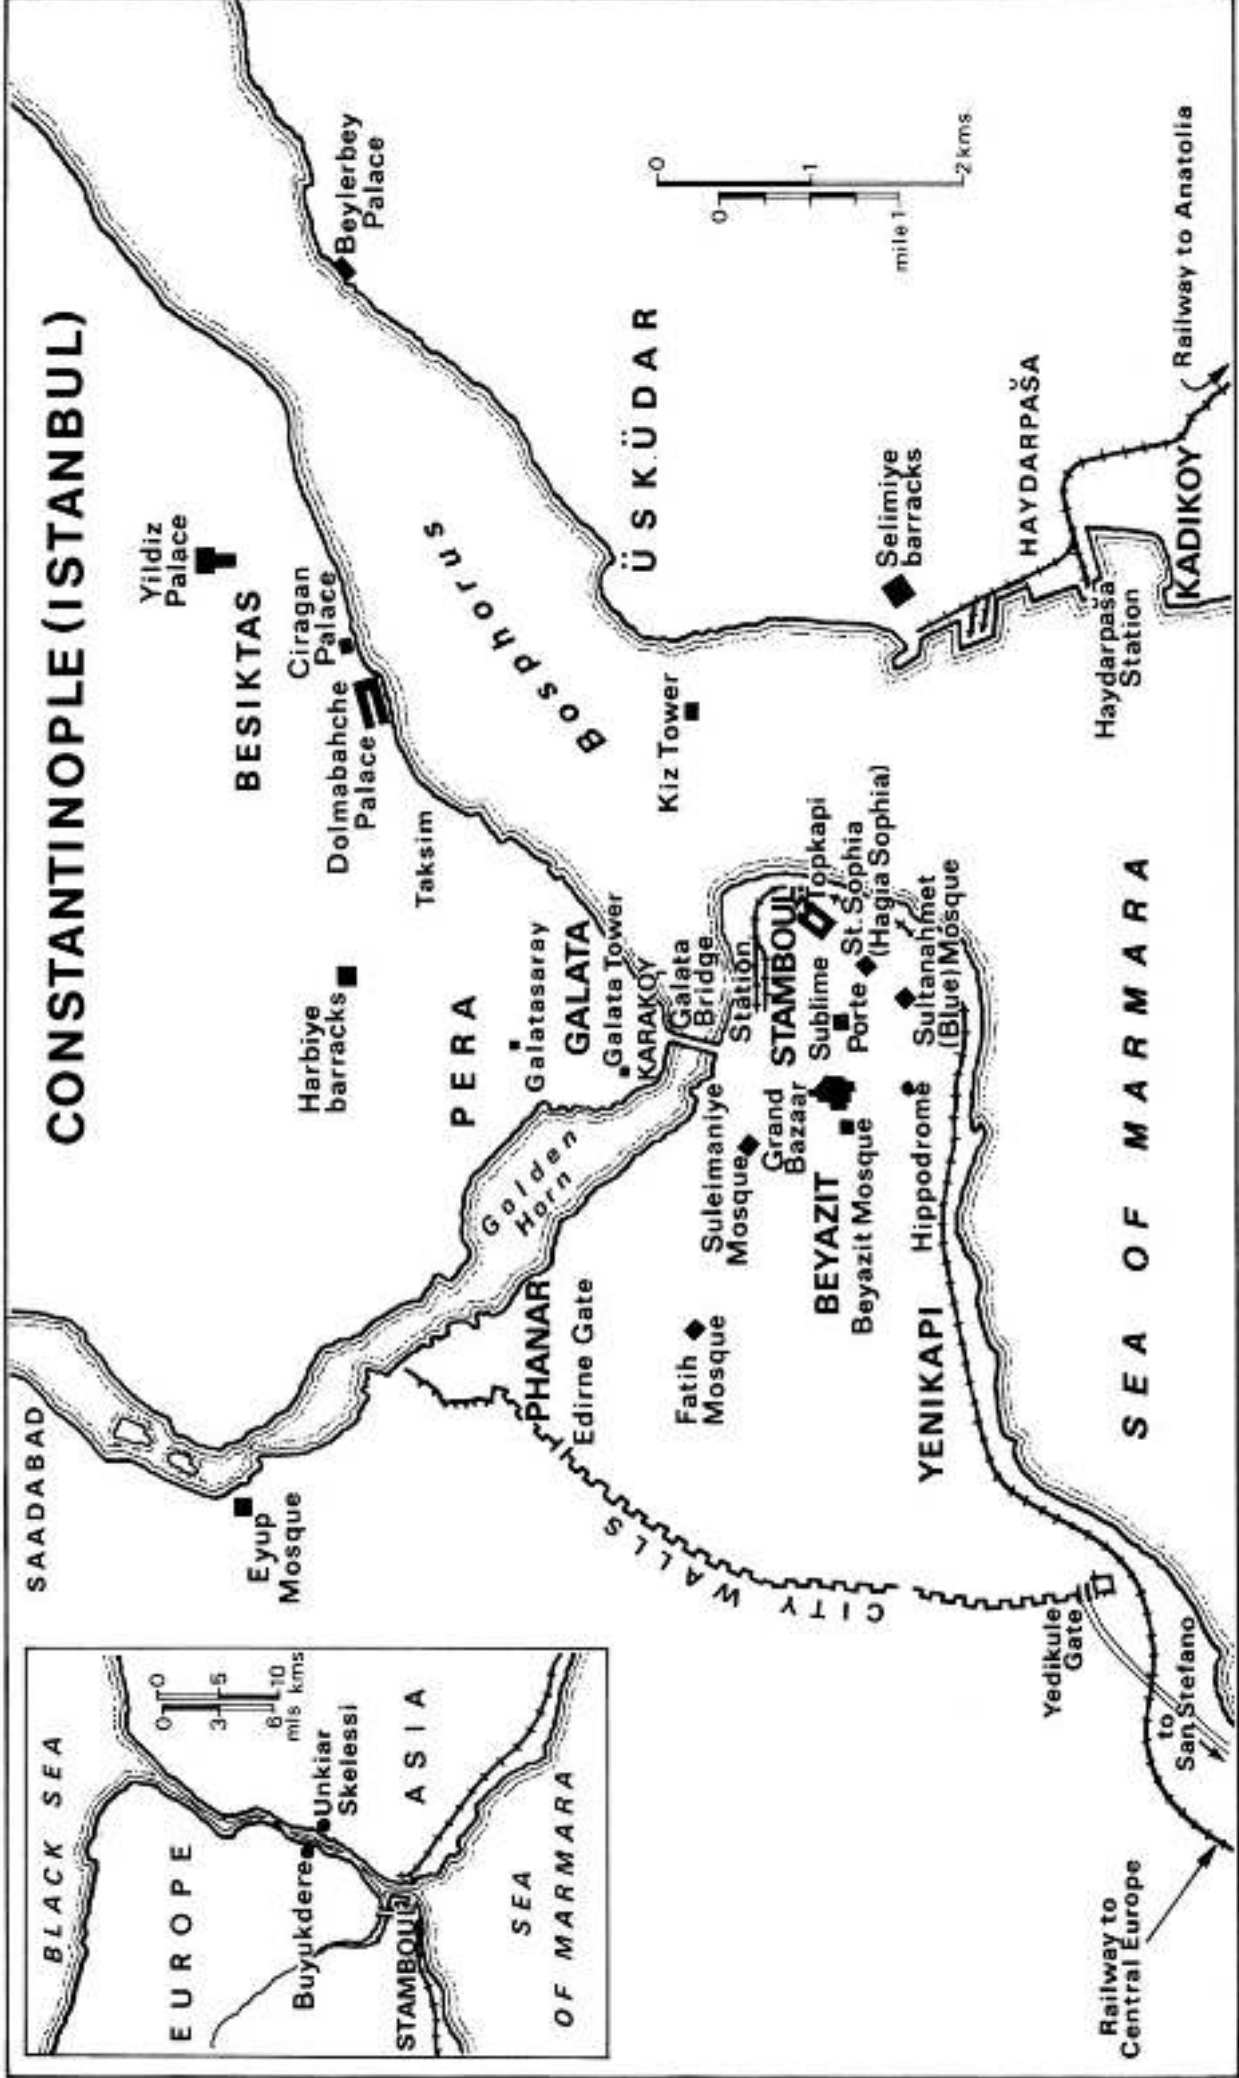 CONSTANTINOPLE (ISTANBUL)
BLACK SEA
EUROPE
Buyukdere
Unkiar
Skelessi
0 5 10
0 3 6
mls kms
ASIA
STAMBOUL
SEA
OF MARMARA
SAADABAD
Eyup
Mosque
Yildiz
Palace
BESIKTAS
Ciragan
Palace
Dolmabahche
Palace
Beylerbey
Palace
Harbiye
barracks
Taksim
Bosphorus
PERA
Galatasaray
GALATA
Galata Tower
KARAKOY
Galata
Bridge
Golden
Horn
PHANAR
Edirne Gate
CITY WALLS
Kiz Tower
ÜSKÜDAR
0 1 2 kms.
0 mile 1
Station
STAMBOUL
Topkapi
Sublime
Porte
St. Sophia
(Hagia Sophia)
Sultanahmet
(Blue) Mosque
Suleimaniye
Mosque
Grand
Bazaar
Fatih
Mosque
BEYAZIT
Beyazit Mosque
Hippodrome
YENIKAPI
Selimiye
barracks
HAYDARPAŠA
Haydarpaša
Station
KADIKOY
Railway to Anatolia
SEA OF MARMARA
Yedikule
Gate
to
San Stefano
Railway to
Central Europe